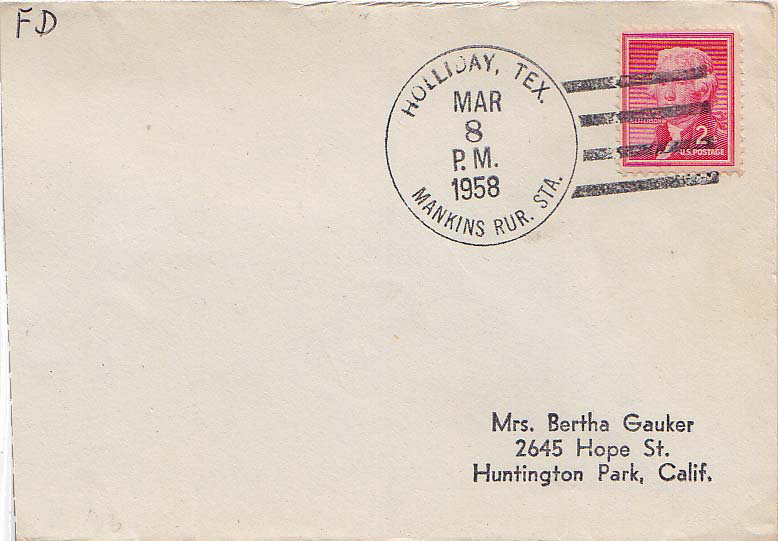 FD
HOLLIDAY, TEX.
MAR
8
P.M.
1958
MANKINS RUR. STA.
JEFFERSON
2¢
U.S. POSTAGE
Mrs. Bertha Gauker
2645 Hope St.
Huntington Park, Calif.